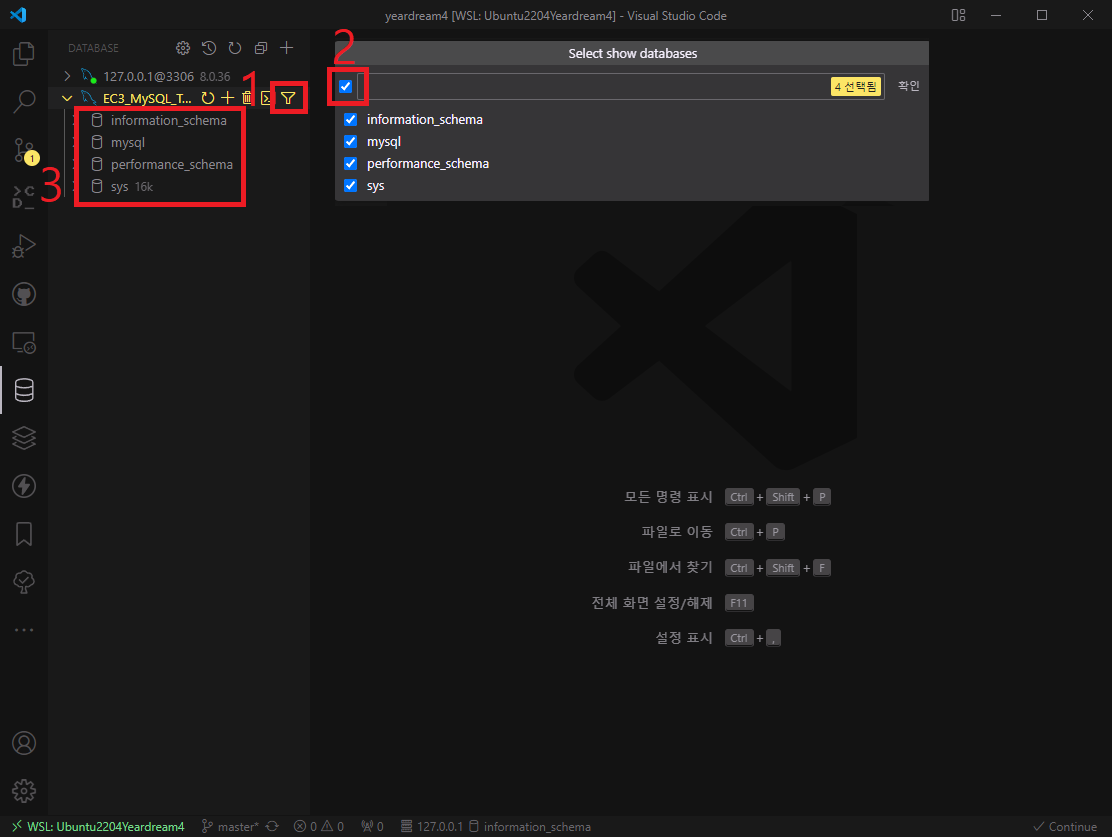 yeardream4 [WSL: Ubuntu2204Yeardream4] - Visual Studio Code
DATABASE
127.0.0.1@3306 8.0.36
1
EC3_MySQL_T...
information_schema
mysql
performance_schema
sys 16k
3
1
2
Select show databases
4 선택됨
확인
information_schema
mysql
performance_schema
sys
모든 명령 표시 Ctrl + Shift + P
파일로 이동 Ctrl + P
파일에서 찾기 Ctrl + Shift + F
전체 화면 설정/해제 F11
설정 표시 Ctrl + ,
WSL: Ubuntu2204Yeardream4 master* 0 0 0 127.0.0.1 information_schema Continue